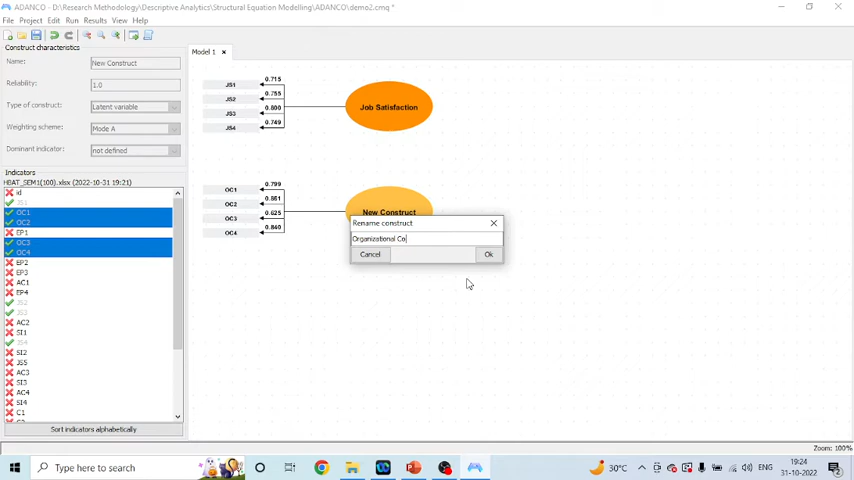 ADANCO - D:\Research Methodology\Descriptive Analytics\Structural Equation Modelling\ADANCO\demo2.cmq *
File Project Edit Run Results Views Help
Construct characteristics
Name: New Construct
Reliability: 1.0
Type of construct: Latent variable
Weighting scheme: Mode A
Dominant indicator: not defined
Indicators
HBAT_SEM1(100).xlsx (2022-10-31 19:21)
id
JS1
OC1
OC2
EP1
OC3
OC4
EP2
EP3
AC1
EP4
JS2
JS3
AC2
SI1
JS4
SI2
JS5
AC3
SI3
AC4
SI4
C1
Sort indicators alphabetically
Model 1
JS1 0.715
JS2 0.755
JS3 0.800
JS4 0.749
Job Satisfaction
OC1 0.799
OC2
OC3 0.625
OC4 0.840
New Construct
Rename construct
Organizational Co
Cancel Ok
Zoom: 100%
Type here to search
30°C
ENG
19:24
31-10-2022
2